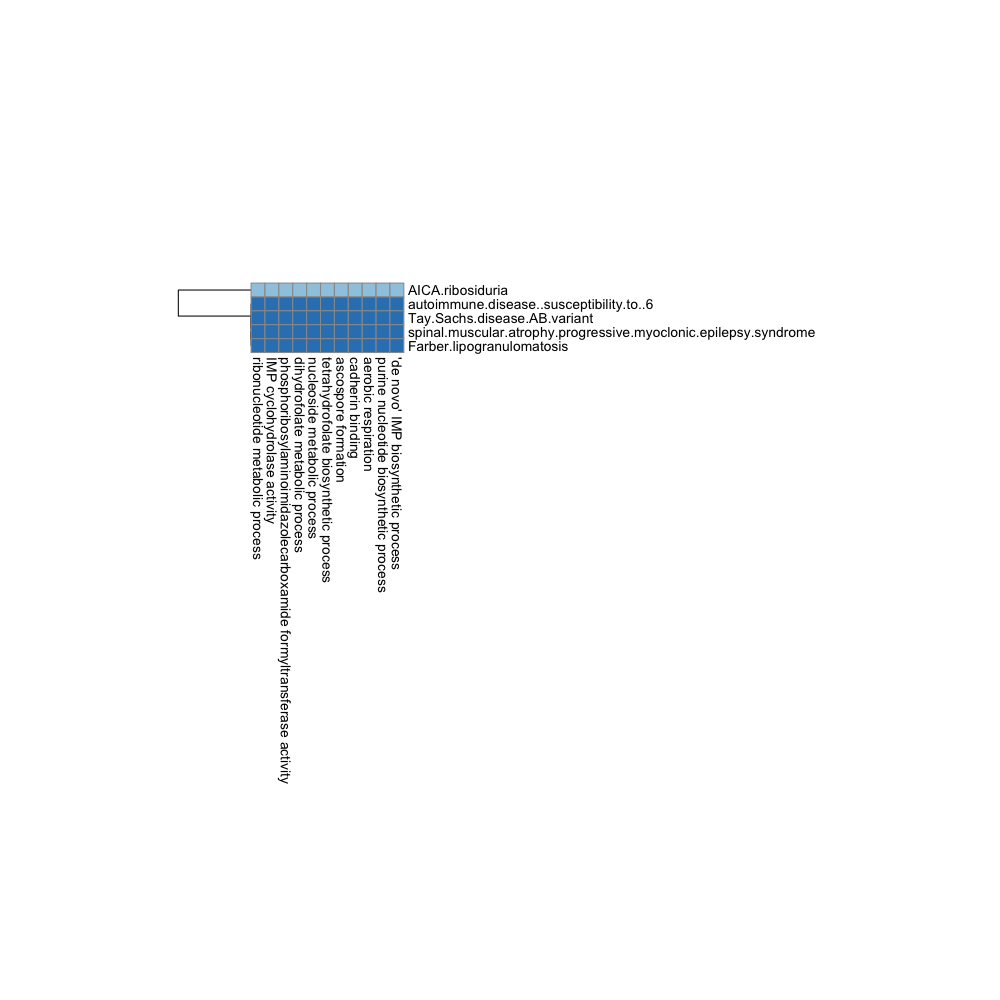 AICA.ribosiduria
autoimmune.disease..susceptibility.to..6
Tay.Sachs.disease.AB.variant
spinal.muscular.atrophy.progressive.myoclonic.epilepsy.syndrome
Farber.lipogranulomatosis
ribonucleotide metabolic process
IMP cyclohydrolase activity
phosphoribosylaminoimidazolecarboxamide formyltransferase activity
dihydrofolate metabolic process
nucleoside metabolic process
tetrahydrofolate biosynthetic process
ascospore formation
cadherin binding
aerobic respiration
purine nucleotide biosynthetic process
'de novo' IMP biosynthetic process